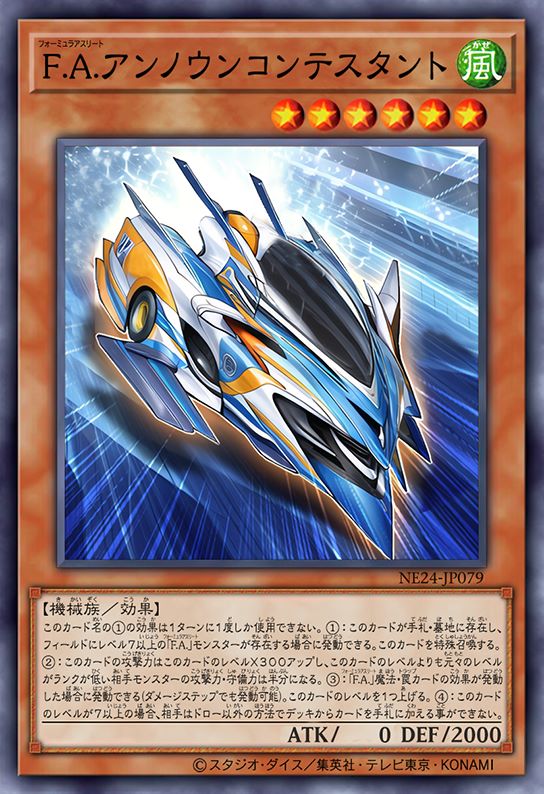 フォーミュラアスリート
F.A.アンノウンコンテスタント
かぜ
風
NE24-JP079
【機械族／効果】
このカード名の①の効果は1ターンに1度しか使用できない。①：このカードが手札・墓地に存在し、
フィールドにレベル7以上の「F.A.」モンスターが存在する場合に発動できる。このカードを特殊召喚する。
②：このカードの攻撃力はこのカードのレベル×300アップし、このカードのレベルよりも元々のレベル
がランクが低い相手モンスターの攻撃力・守備力は半分になる。③：「F.A.」魔法・罠カードの効果が発動
した場合に発動できる（ダメージステップでも発動可能）。このカードのレベルを1つ上げる。④：このカード
のレベルが7以上の場合、相手はドロー以外の方法でデッキからカードを手札に加える事ができない。
ATK/ 0 DEF/2000
©スタジオ・ダイス／集英社・テレビ東京・KONAMI